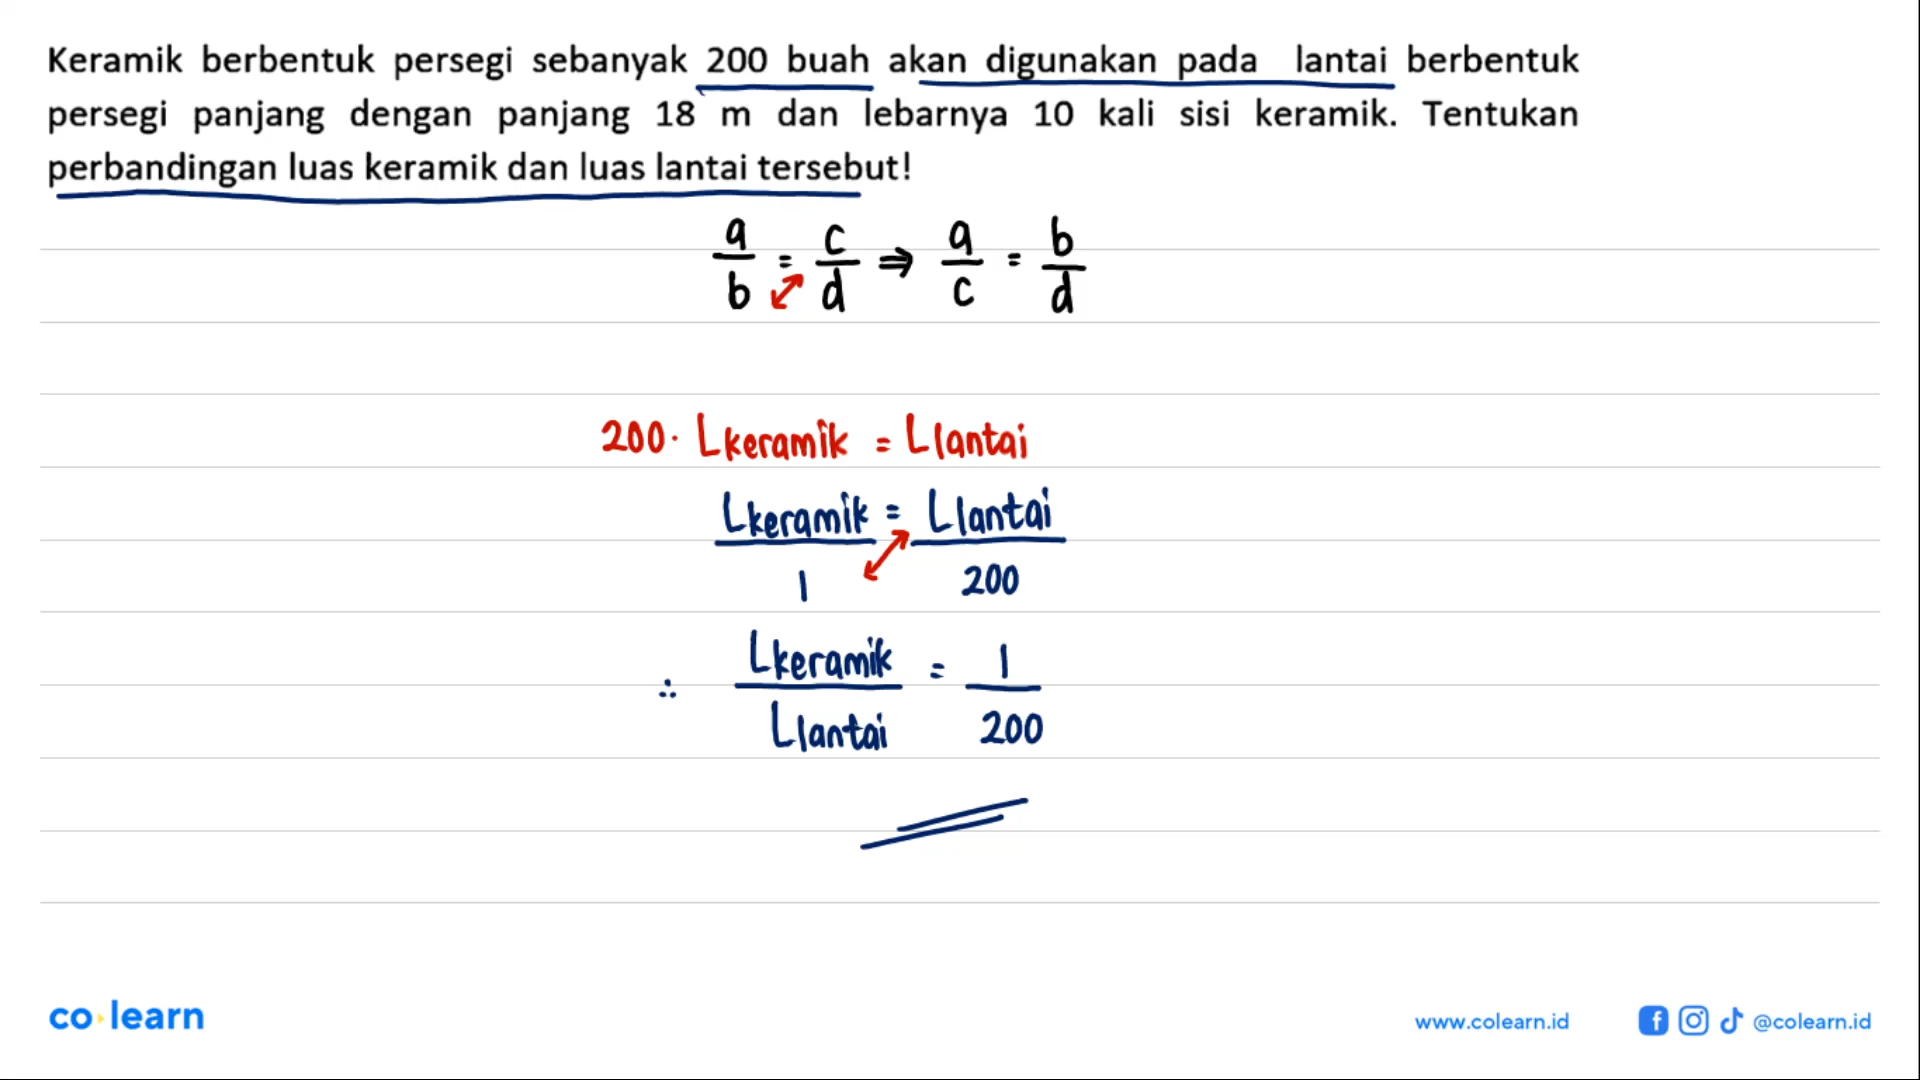 Keramik berbentuk persegi sebanyak 200 buah akan digunakan pada lantai berbentuk
persegi panjang dengan panjang 18 m dan lebarnya 10 kali sisi keramik. Tentukan
perbandingan luas keramik dan luas lantai tersebut!
a/b = c/d ⇒ a/c = b/d
200 · Lkeramik = Llantai
Lkeramik/1 = Llantai/200
∴ Lkeramik/Llantai = 1/200
co learn
www.colearn.id @colearn.id